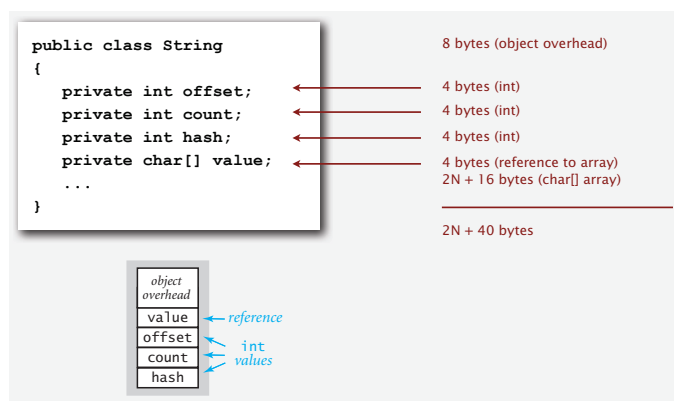 public class String
{
private int offset;
private int count;
private int hash;
private char[] value;
...
}
8 bytes (object overhead)
4 bytes (int)
4 bytes (int)
4 bytes (int)
4 bytes (reference to array)
2N + 16 bytes (char[] array)
2N + 40 bytes
object
overhead
value
offset
count
hash
reference
int
values